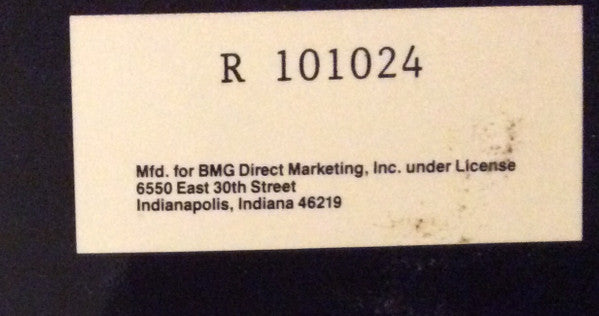 R 101024
Mfd. for BMG Direct Marketing, Inc. under License
6550 East 30th Street
Indianapolis, Indiana 46219